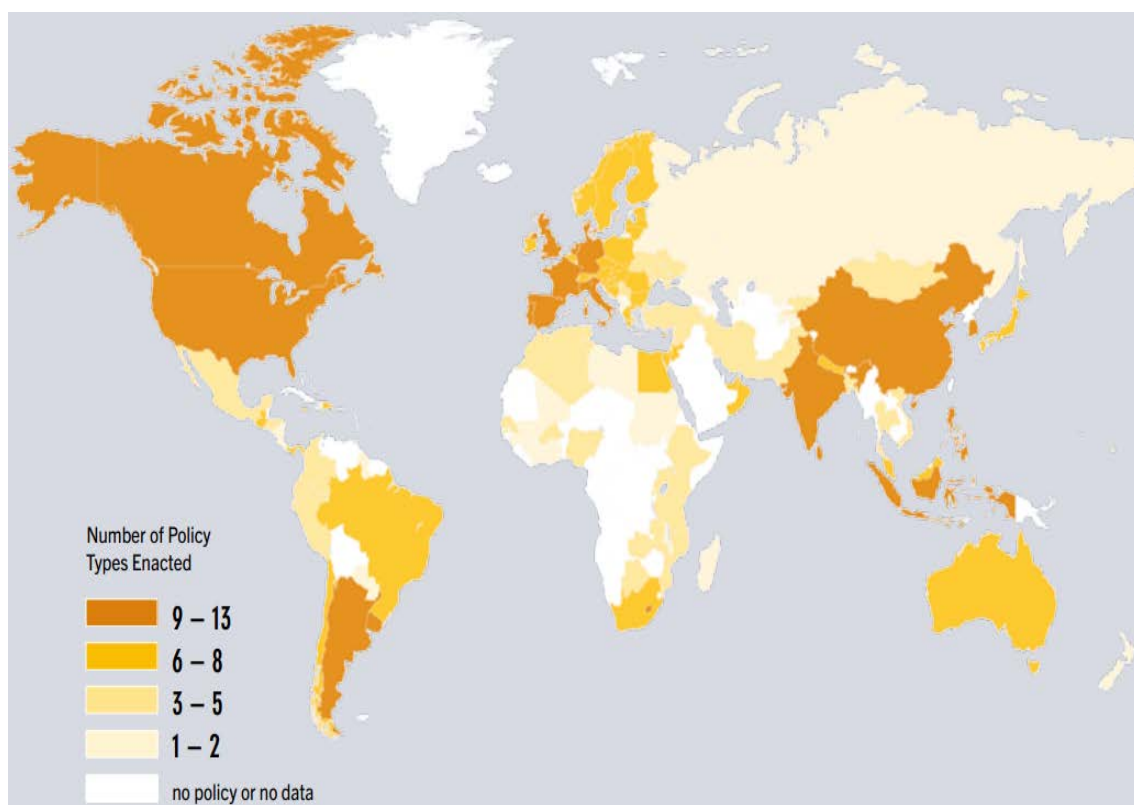 Number of Policy
Types Enacted
9 – 13
6 – 8
3 – 5
1 – 2
no policy or no data